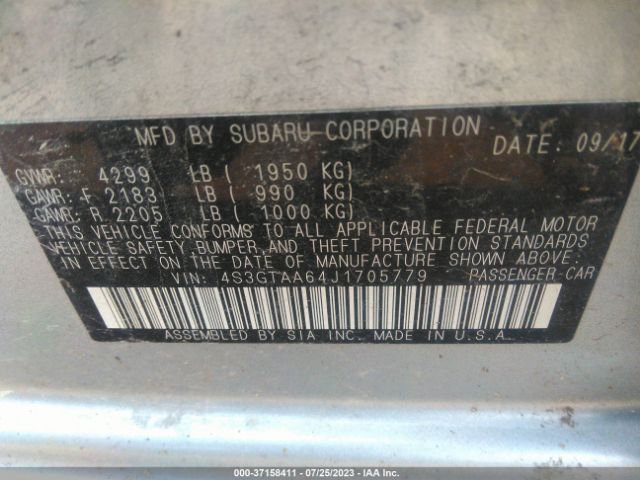 MFD BY SUBARU CORPORATION DATE: 09/17
GVWR: 4299 LB ( 1950 KG)
GAWR: F 2183 LB ( 990 KG)
GAWR: R 2205 LB ( 1000 KG)
THIS VEHICLE CONFORMS TO ALL APPLICABLE FEDERAL MOTOR
VEHICLE SAFETY, BUMPER, AND THEFT PREVENTION STANDARDS
IN EFFECT ON THE DATE OF MANUFACTURE SHOWN ABOVE.
VIN: 4S3GTAA64J1705779 PASSENGER CAR
ASSEMBLED BY SIA INC. MADE IN U.S.A.
000-37158411 - 07/25/2023 - IAA Inc.